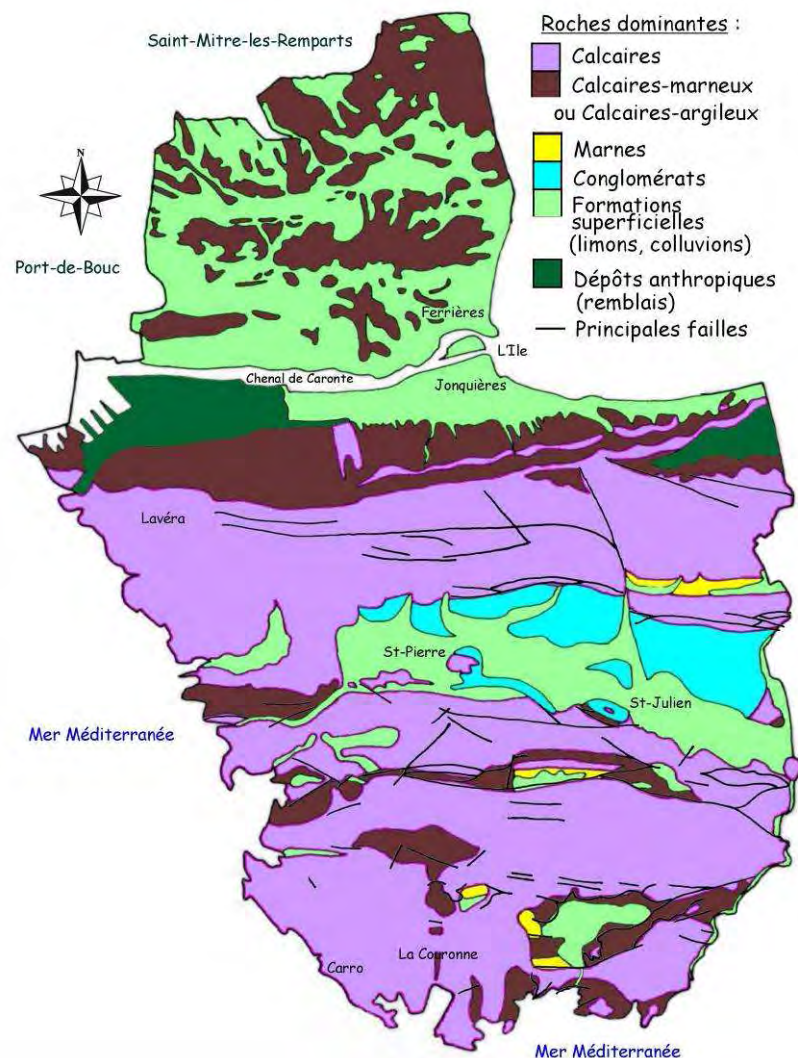 Saint-Mitre-les-Remparts
Roches dominantes :
Calcaires
Calcaires-marneux
ou Calcaires-argileux
Marnes
Conglomérats
Formations
superficielles
(limons, colluvions)
Dépôts anthropiques
(remblais)
Principales failles
N
Port-de-Bouc
Ferrières
L'Ile
Chenal de Caronte
Jonquières
Lavéra
St-Pierre
St-Julien
Mer Méditerranée
Carro
La Couronne
Mer Méditerranée